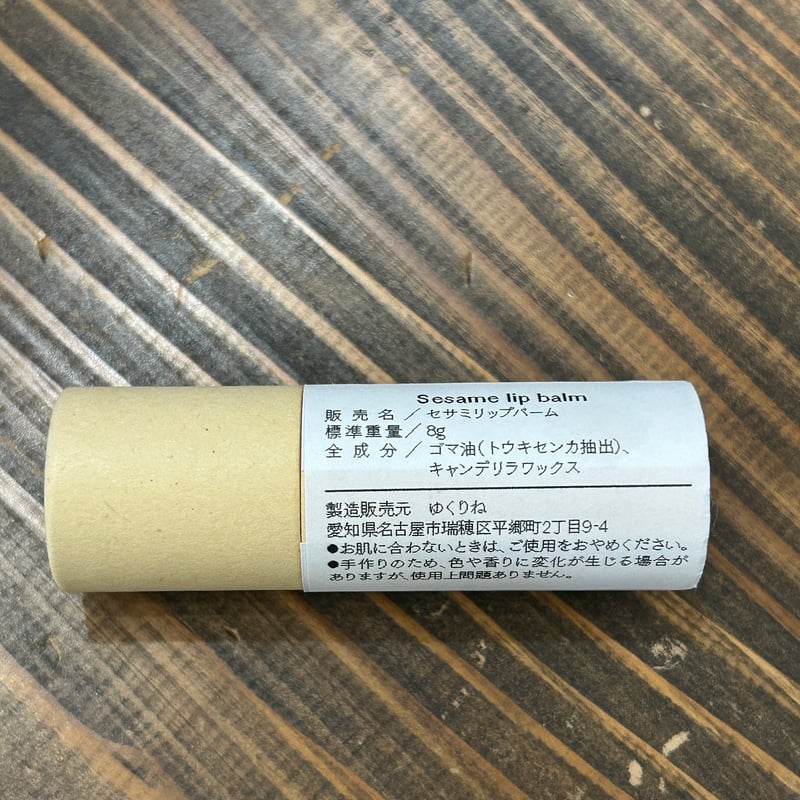 Sesame lip balm
販売名／セサミリップバーム
標準重量／8g
全成分／ゴマ油(トウキセンカ抽出)、
キャンデリラワックス
製造販売元 ゆくりね
愛知県名古屋市瑞穂区平郷町2丁目9-4
●お肌に合わないときは、ご使用をおやめください。
●手作りのため、色や香りに変化が生じる場合が
ありますが、使用上問題ありません。